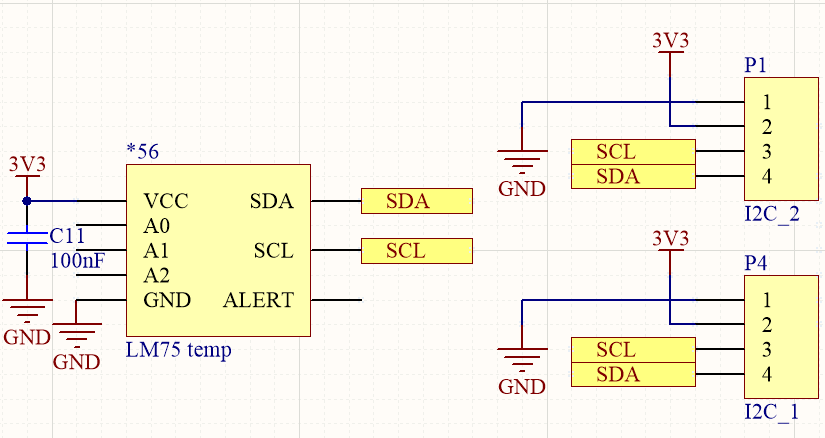 3V3
C11
100nF
GND
*56
VCC
A0
A1
A2
GND
SDA
SCL
ALERT
LM75 temp
GND
SDA
SCL
3V3
P1
1
2
3
4
SCL
SDA
GND
I2C_2
3V3
P4
1
2
3
4
SCL
SDA
GND
I2C_1